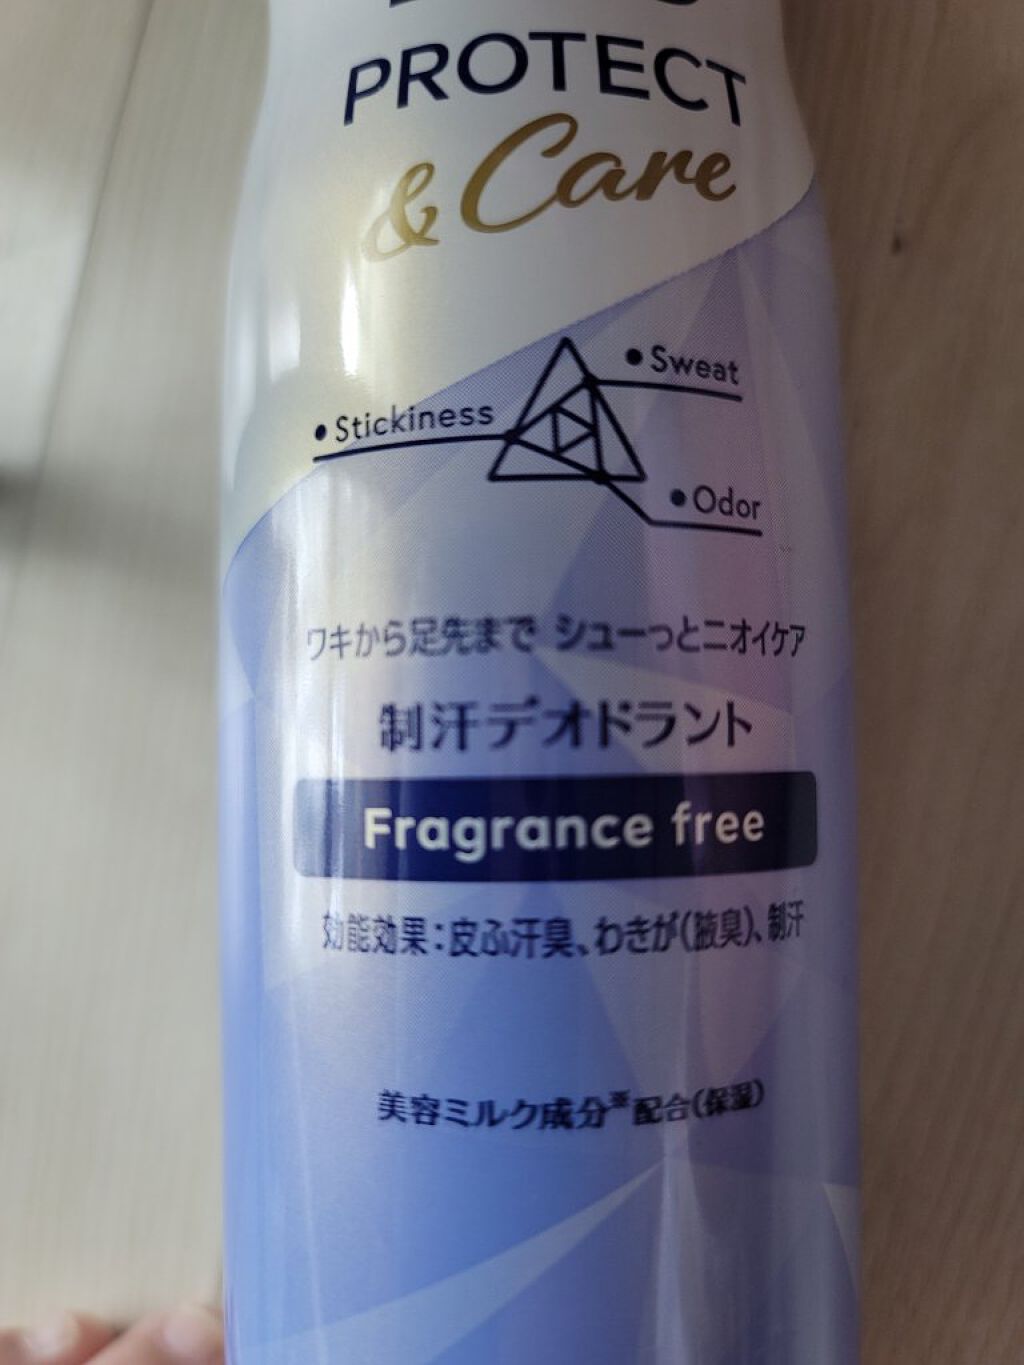 PROTECT
& Care
Sweat
Stickiness
Odor
ワキから足先まで シューっとニオイケア
制汗デオドラント
Fragrance free
効能効果：皮ふ汗臭、わきが（腋臭）、制汗
美容ミルク成分※配合（保湿）